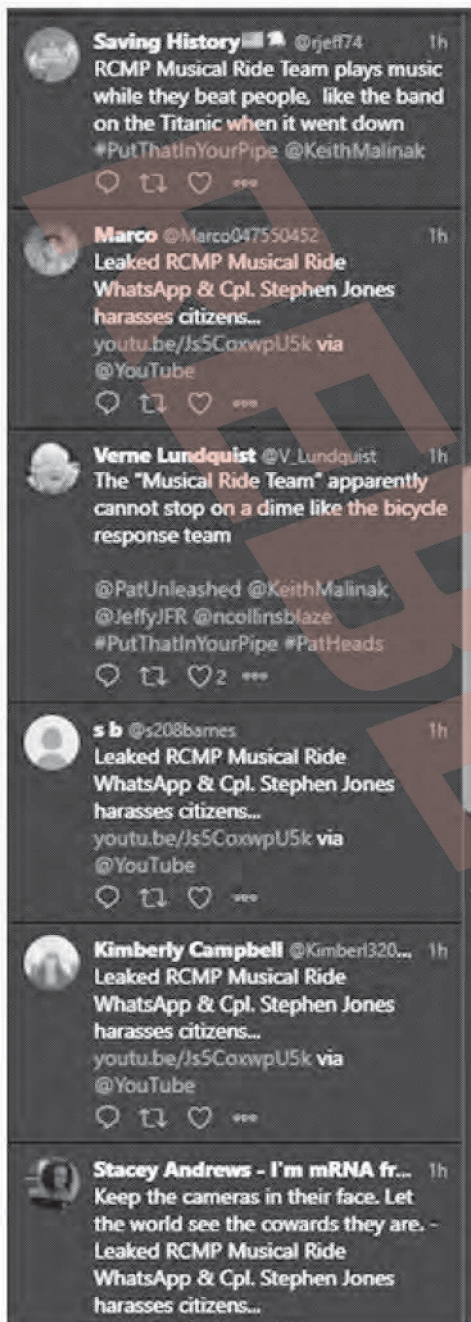 Saving History @rjeff74 1h
RCMP Musical Ride Team plays music
while they beat people, like the band
on the Titanic when it went down
#PutThatInYourPipe @KeithMalinak
Marco @Marco047550452 1h
Leaked RCMP Musical Ride
WhatsApp & Cpl. Stephen Jones
harasses citizens...
youtu.be/Js5CoxwpU5k via
@YouTube
Verne Lundquist @V_Lundquist 1h
The "Musical Ride Team" apparently
cannot stop on a dime like the bicycle
response team
@PatUnleashed @KeithMalinak
@JeffyJFR @ncollinsblaze
#PutThatInYourPipe #PatHeads
2
s b @s208barnes 1h
Leaked RCMP Musical Ride
WhatsApp & Cpl. Stephen Jones
harasses citizens...
youtu.be/Js5CoxwpU5k via
@YouTube
Kimberly Campbell @Kimberl320... 1h
Leaked RCMP Musical Ride
WhatsApp & Cpl. Stephen Jones
harasses citizens...
youtu.be/Js5CoxwpU5k via
@YouTube
Stacey Andrews - I'm mRNA fr... 1h
Keep the cameras in their face. Let
the world see the cowards they are. -
Leaked RCMP Musical Ride
WhatsApp & Cpl. Stephen Jones
harasses citizens...